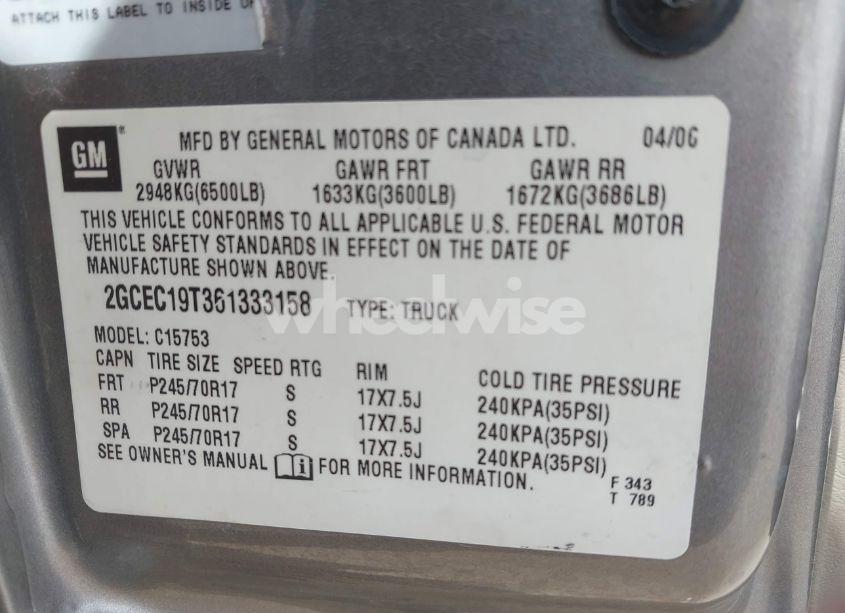 ATTACH THIS LABEL TO INSIDE OF
GM ® MFD BY GENERAL MOTORS OF CANADA LTD. 04/06
GVWR GAWR FRT GAWR RR
2948KG(6500LB) 1633KG(3600LB) 1672KG(3686LB)
THIS VEHICLE CONFORMS TO ALL APPLICABLE U.S. FEDERAL MOTOR
VEHICLE SAFETY STANDARDS IN EFFECT ON THE DATE OF
MANUFACTURE SHOWN ABOVE.
2GCEC19T361333158 TYPE: TRUCK
wheelwise
MODEL: C15753
CAPN TIRE SIZE SPEED RTG RIM COLD TIRE PRESSURE
FRT P245/70R17 S 17X7.5J 240KPA(35PSI)
RR P245/70R17 S 17X7.5J 240KPA(35PSI)
SPA P245/70R17 S 17X7.5J 240KPA(35PSI)
SEE OWNER'S MANUAL i FOR MORE INFORMATION.
F 343
T 789